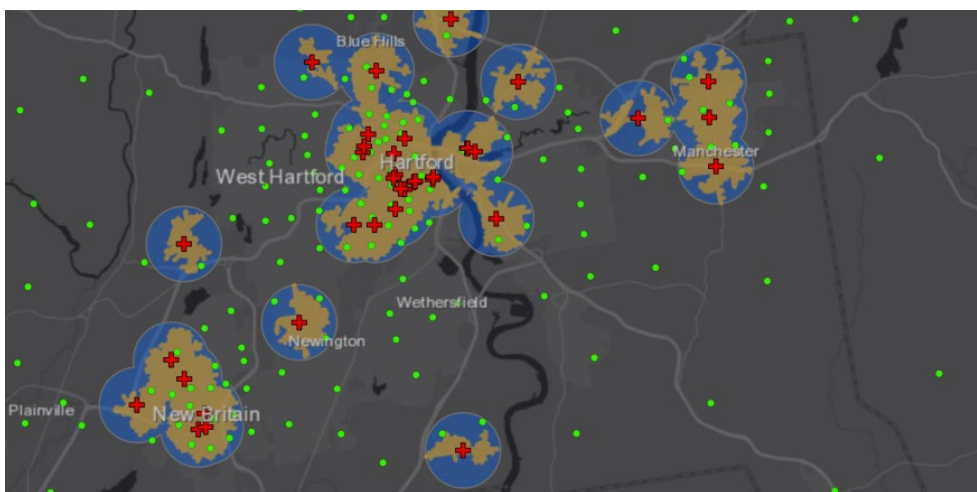 Blue Hills
Hartford
Manchester
West Hartford
Wethersfield
Newington
Plainville
New Britain